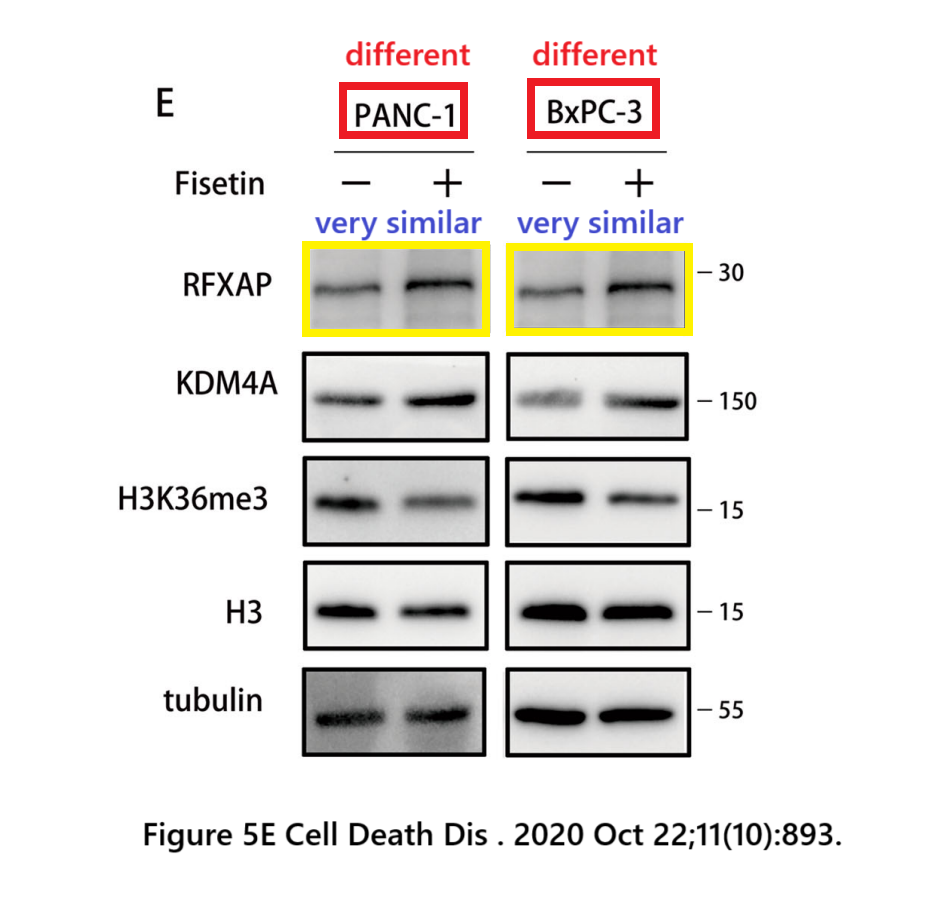 different different
E PANC-1 BxPC-3
Fisetin − + − +
very similar very similar
RFXAP − 30
KDM4A − 150
H3K36me3 − 15
H3 − 15
tubulin − 55
Figure 5E Cell Death Dis . 2020 Oct 22;11(10):893.